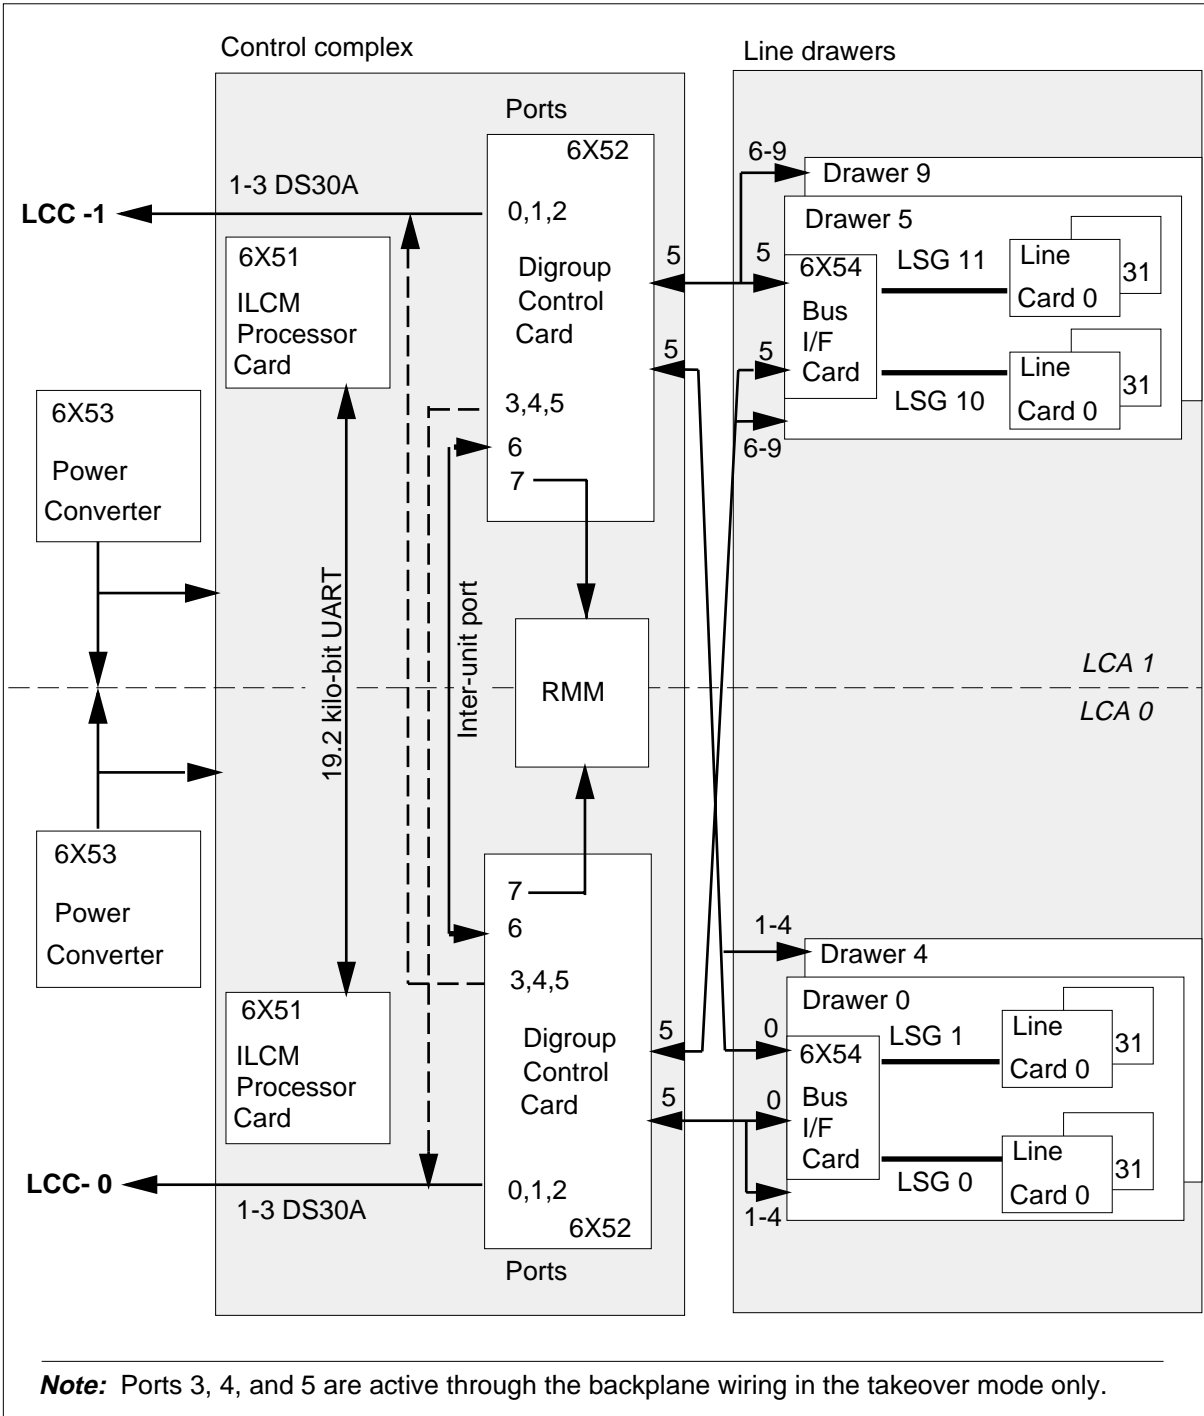 Control complex
Line drawers
Ports
6X52
6-9
Drawer 9
1-3 DS30A
LCC -1
0,1,2
Drawer 5
6X51
ILCM
Processor
Card
Digroup
Control
Card
5
5
6X54
Bus
I/F
Card
LSG 11
Line
Card 0
31
5
5
LSG 10
Line
Card 0
31
6-9
6X53
Power
Converter
3,4,5
6
7
19.2 kilo-bit UART
Inter-unit port
RMM
LCA 1
LCA 0
6X53
Power
Converter
7
6
3,4,5
1-4
Drawer 4
Drawer 0
6X51
ILCM
Processor
Card
Digroup
Control
Card
5
0
6X54
Bus
I/F
Card
LSG 1
Line
Card 0
31
5
0
LSG 0
Line
Card 0
31
1-4
LCC- 0
1-3 DS30A
0,1,2
6X52
Ports
Note: Ports 3, 4, and 5 are active through the backplane wiring in the takeover mode only.